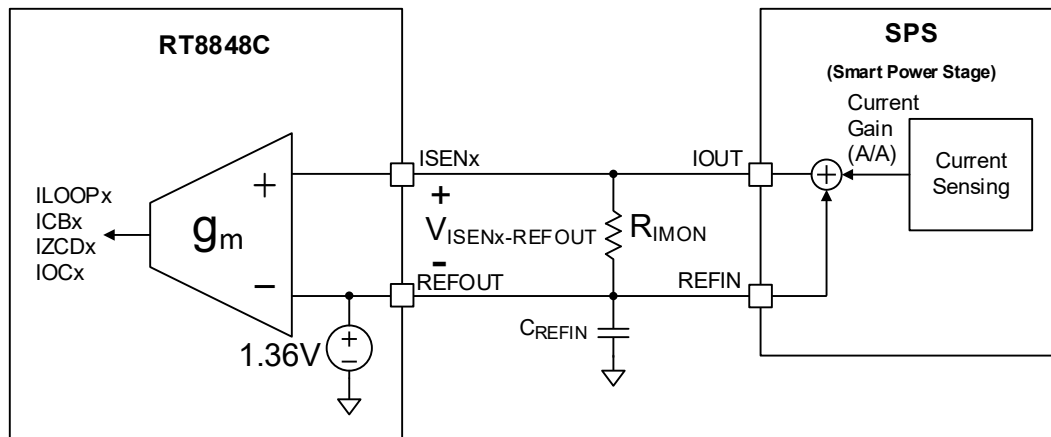 RT8848C
SPS
(Smart Power Stage)
Current
Gain
(A/A)
Current
Sensing
ISENx
IOUT
+
+
+
ILOOPx
ICBx
IZCDx
IOCx
gm
VISENx-REFOUT
RIMON
-
−
REFOUT
REFIN
CREFIN
1.36V
+
−